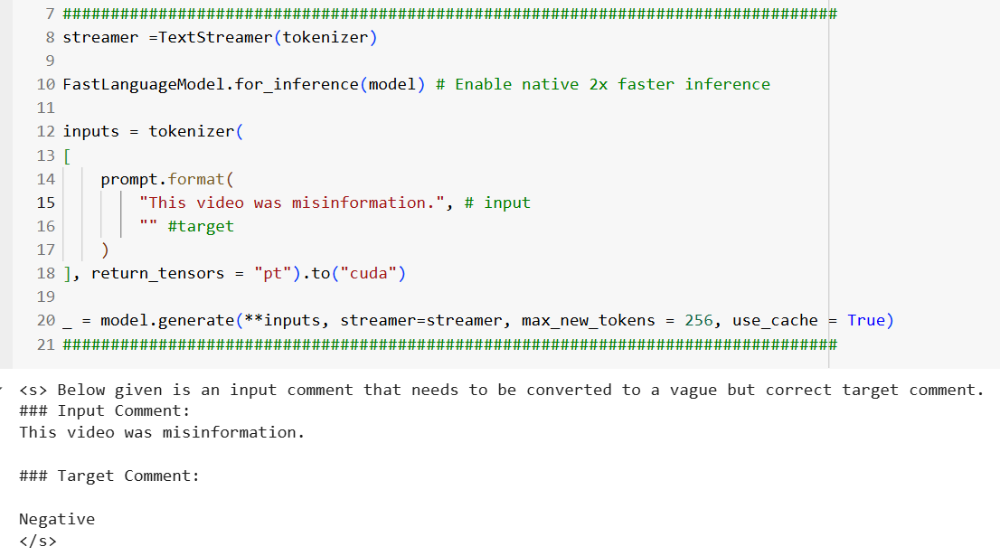 7 #################################################################################
8 streamer =TextStreamer(tokenizer)
9
10 FastLanguageModel.for_inference(model) # Enable native 2x faster inference
11
12 inputs = tokenizer(
13 [
14     prompt.format(
15         "This video was misinformation.", # input
16         "" #target
17     )
18 ], return_tensors = "pt").to("cuda")
19
20 _ = model.generate(**inputs, streamer=streamer, max_new_tokens = 256, use_cache = True)
21 #################################################################################
<s> Below given is an input comment that needs to be converted to a vague but correct target comment.
### Input Comment:
This video was misinformation.
### Target Comment:
Negative
</s>